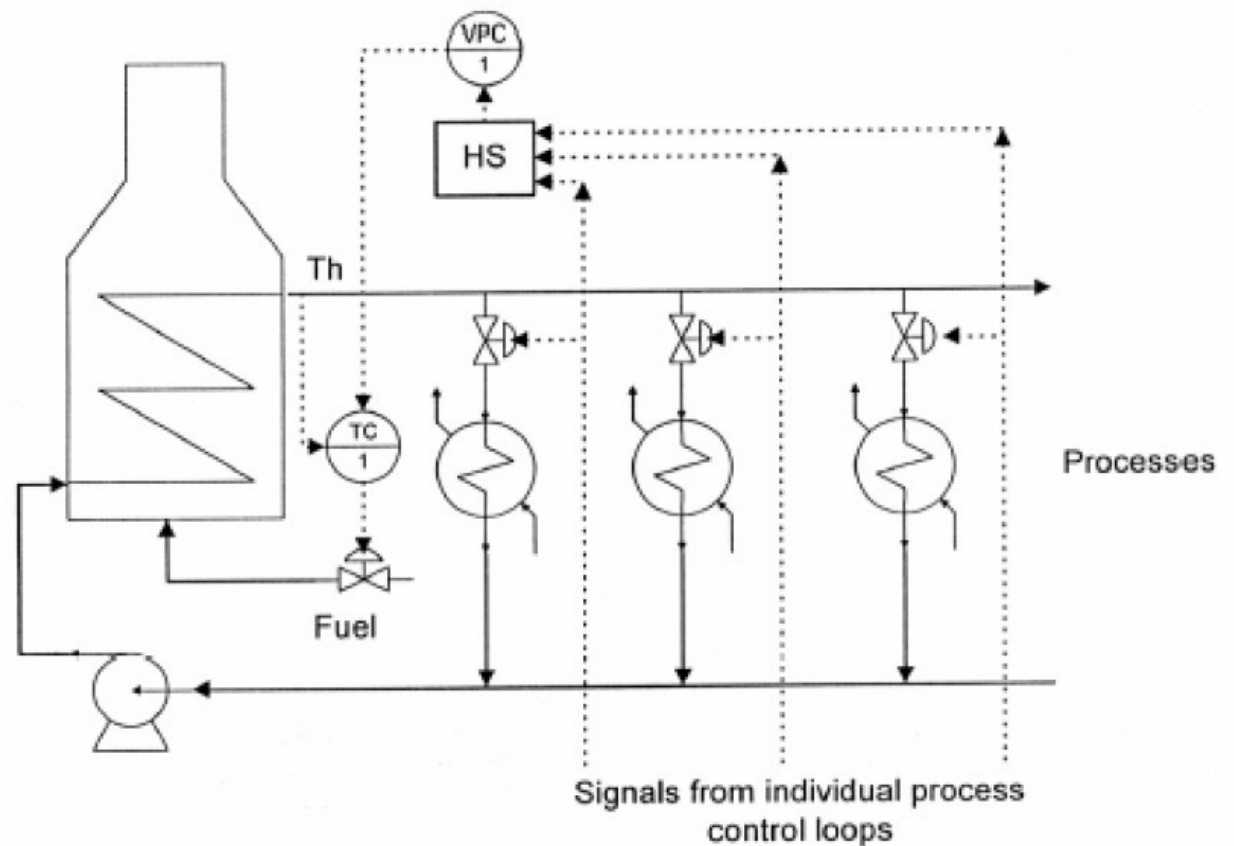 VPC
1
HS
Th
TC
1
Processes
Fuel
Signals from individual process
control loops